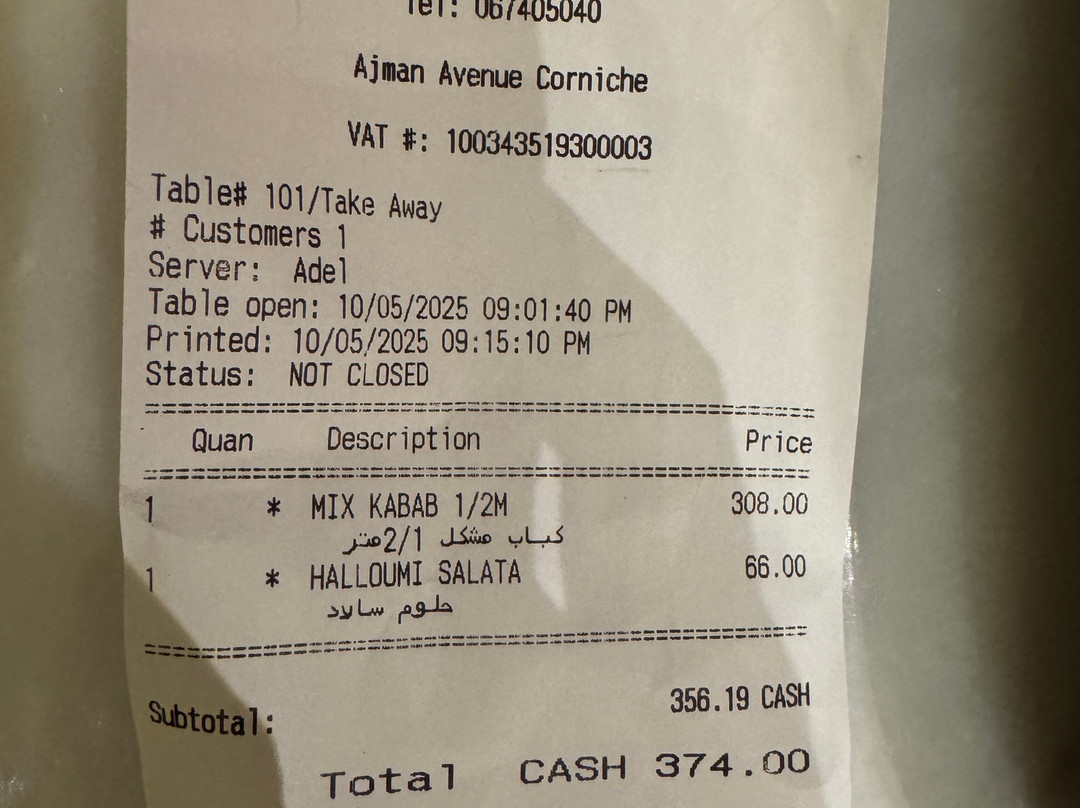 Tel: 067405040
Ajman Avenue Corniche
VAT #: 100343519300003
Table# 101/Take Away
# Customers 1
Server: Adel
Table open: 10/05/2025 09:01:40 PM
Printed: 10/05/2025 09:15:10 PM
Status: NOT CLOSED
Quan Description Price
1 * MIX KABAB 1/2M 308.00
كباب مشكل 2/1متر
1 * HALLOUMI SALATA 66.00
حلوم سالاد
Subtotal: 356.19 CASH
Total CASH 374.00